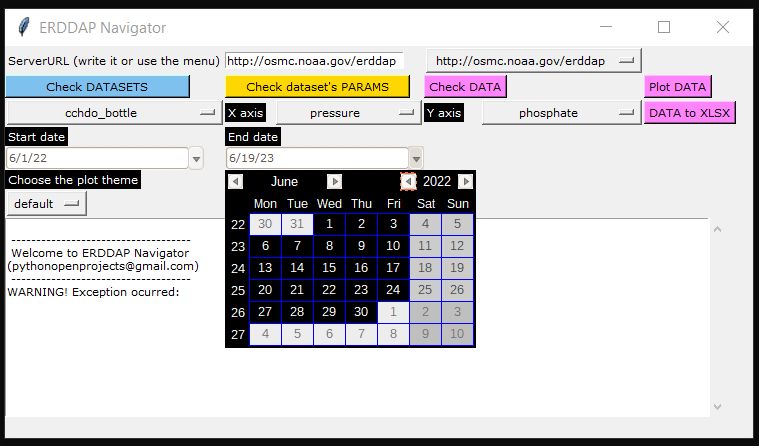 ERDDAP Navigator
ServerURL (write it or use the menu) http://osmc.noaa.gov/erddap http://osmc.noaa.gov/erddap
Check DATASETS Check dataset's PARAMS Check DATA Plot DATA
cchdo_bottle X axis pressure Y axis phosphate DATA to XLSX
Start date End date
6/1/22 6/19/23
Choose the plot theme
default
June 2022
Mon Tue Wed Thu Fri Sat Sun
22 30 31 1 2 3 4 5
23 6 7 8 9 10 11 12
24 13 14 15 16 17 18 19
25 20 21 22 23 24 25 26
26 27 28 29 30 1 2 3
27 4 5 6 7 8 9 10
----------------------------------
Welcome to ERDDAP Navigator
(pythonopenprojects@gmail.com)
----------------------------------
WARNING! Exception ocurred: